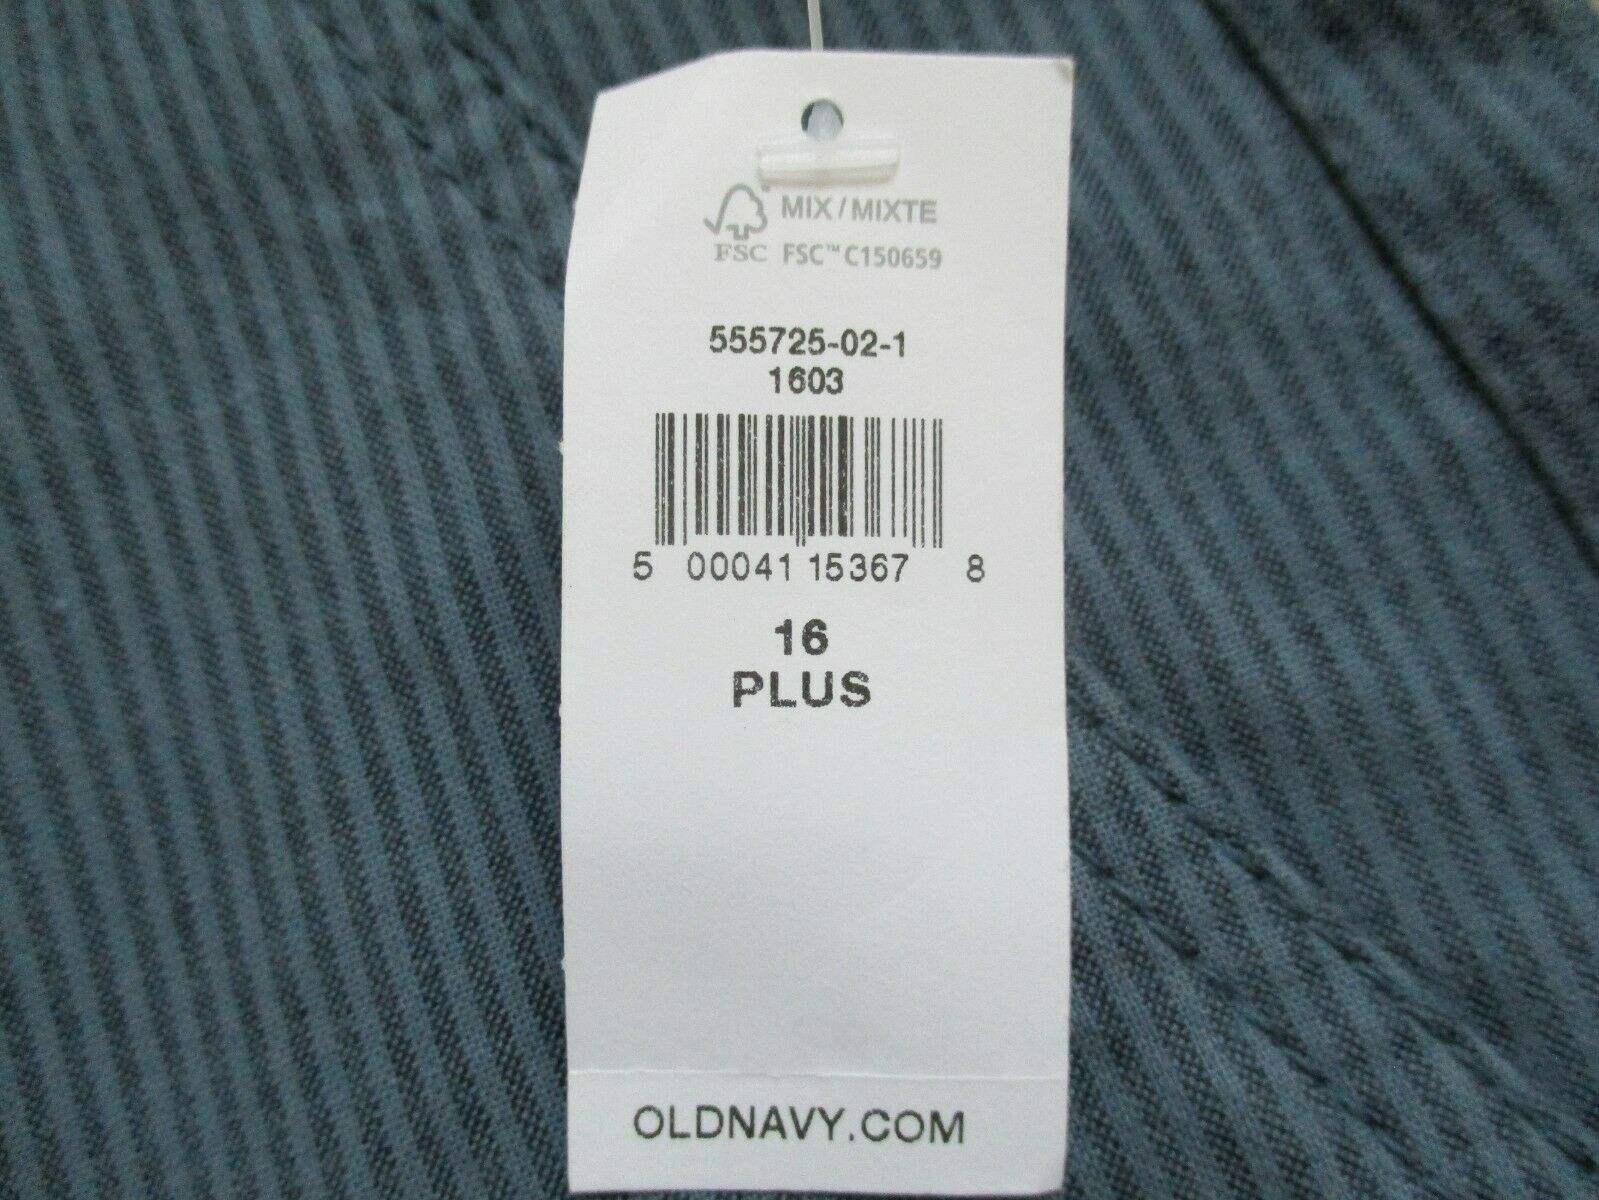 MIX/MIXTE
FSC FSC™ C150659
555725-02-1
1603
5 00041 15367 8
16
PLUS
OLDNAVY.COM